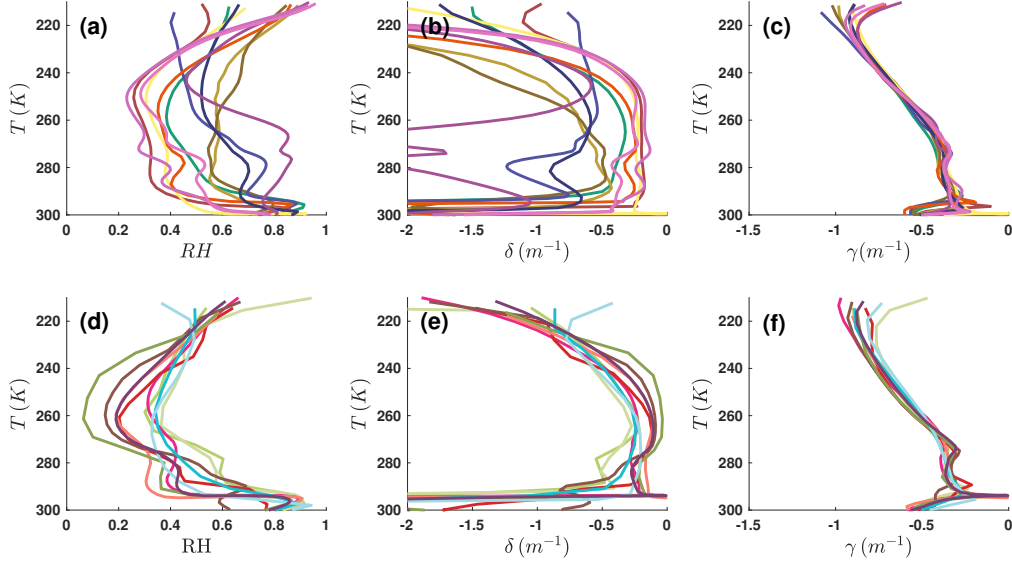 (a)
220
240
260
280
300
T (K)
0 0.2 0.4 0.6 0.8 1
RH
(b)
220
240
260
280
300
T (K)
-2 -1.5 -1 -0.5 0
δ (m⁻¹)
(c)
220
240
260
280
300
T (K)
-1.5 -1 -0.5 0
γ(m⁻¹)
(d)
220
240
260
280
300
T (K)
0 0.2 0.4 0.6 0.8 1
RH
(e)
220
240
260
280
300
T (K)
-2 -1.5 -1 -0.5 0
δ (m⁻¹)
(f)
220
240
260
280
300
T (K)
-1.5 -1 -0.5 0
γ (m⁻¹)